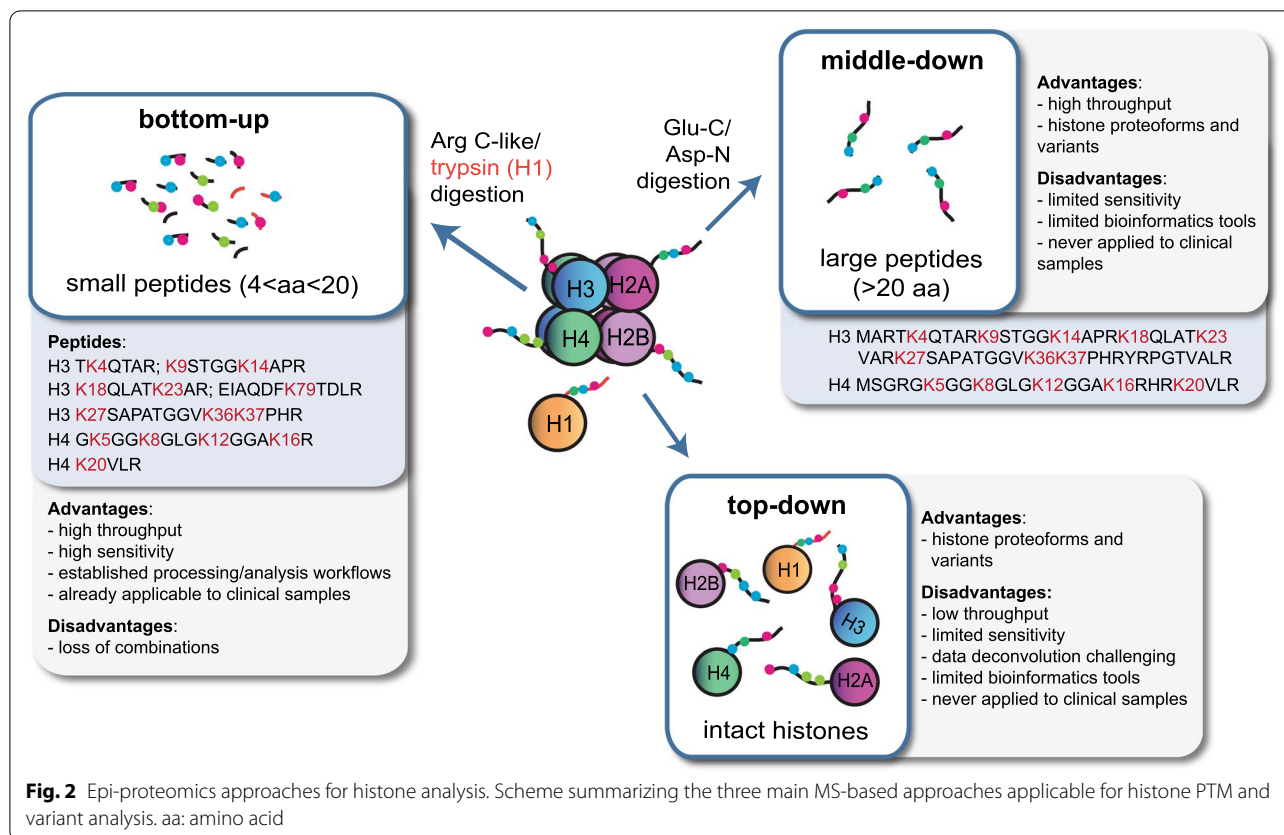 bottom-up
small peptides (4<aa<20)
Peptides:
H3 TK4QTAR; K9STGGK14APR
H3 K18QLATK23AR; EIAQDFK79TDLR
H3 K27SAPATGGVK36K37PHR
H4 GK5GGK8GLGK12GGAK16R
H4 K20VLR
Advantages:
- high throughput
- high sensitivity
- established processing/analysis workflows
- already applicable to clinical samples
Disadvantages:
- loss of combinations
Arg C-like/
trypsin (H1)
digestion
Glu-C/
Asp-N
digestion
H3
H2A
H4
H2B
H1
middle-down
large peptides
(>20 aa)
Advantages:
- high throughput
- histone proteoforms and
variants
Disadvantages:
- limited sensitivity
- limited bioinformatics tools
- never applied to clinical
samples
H3 MARTK4QTARK9STGGK14APRK18QLATK23
VARK27SAPATGGVK36K37PHRYRPGTVALR
H4 MSGRGK5GGK8GLGK12GGAK16RHRK20VLR
top-down
H2B
H1
H3
H4
H2A
intact histones
Advantages:
- histone proteoforms and
variants
Disadvantages:
- low throughput
- limited sensitivity
- data deconvolution challenging
- limited bioinformatics tools
- never applied to clinical samples
Fig. 2 Epi-proteomics approaches for histone analysis. Scheme summarizing the three main MS-based approaches applicable for histone PTM and
variant analysis. aa: amino acid